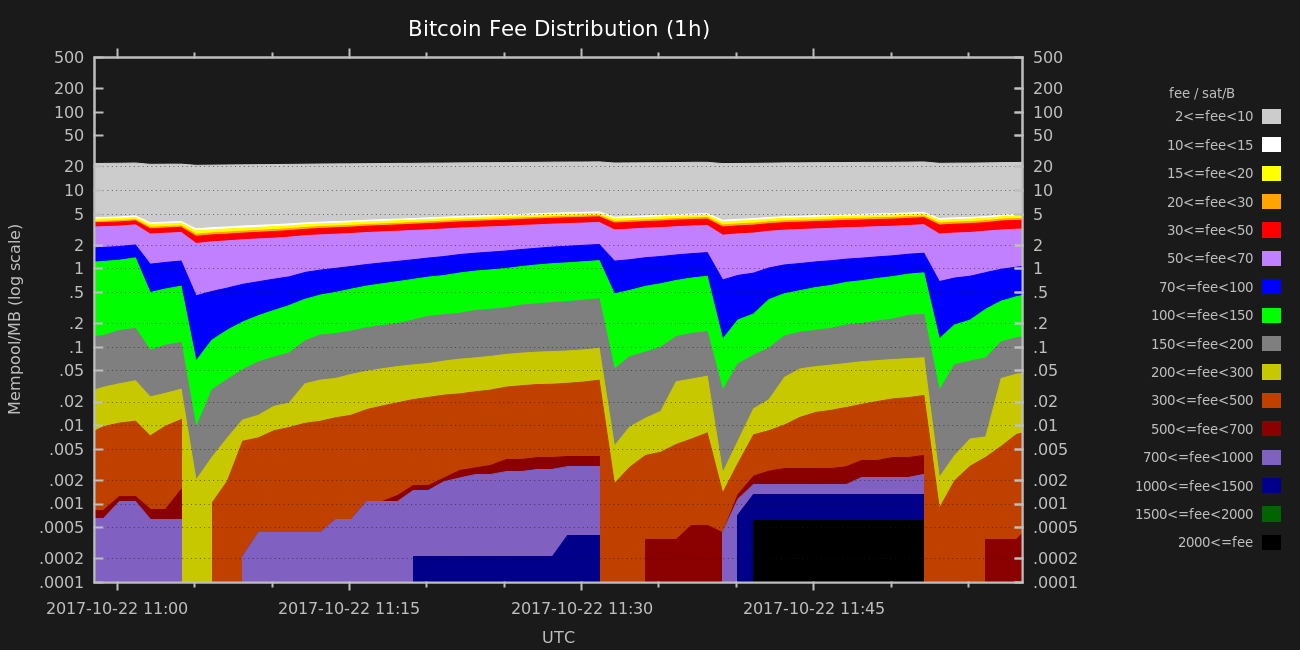 Bitcoin Fee Distribution (1h)
Mempool/MB (log scale)
500
200
100
50
20
10
5
2
1
.5
.2
.1
.05
.02
.01
.005
.002
.001
.0005
.0002
.0001
500
200
100
50
20
10
5
2
1
.5
.2
.1
.05
.02
.01
.005
.002
.001
.0005
.0002
.0001
2017-10-22 11:00
2017-10-22 11:15
2017-10-22 11:30
2017-10-22 11:45
UTC
fee / sat/B
2<=fee<10
10<=fee<15
15<=fee<20
20<=fee<30
30<=fee<50
50<=fee<70
70<=fee<100
100<=fee<150
150<=fee<200
200<=fee<300
300<=fee<500
500<=fee<700
700<=fee<1000
1000<=fee<1500
1500<=fee<2000
2000<=fee